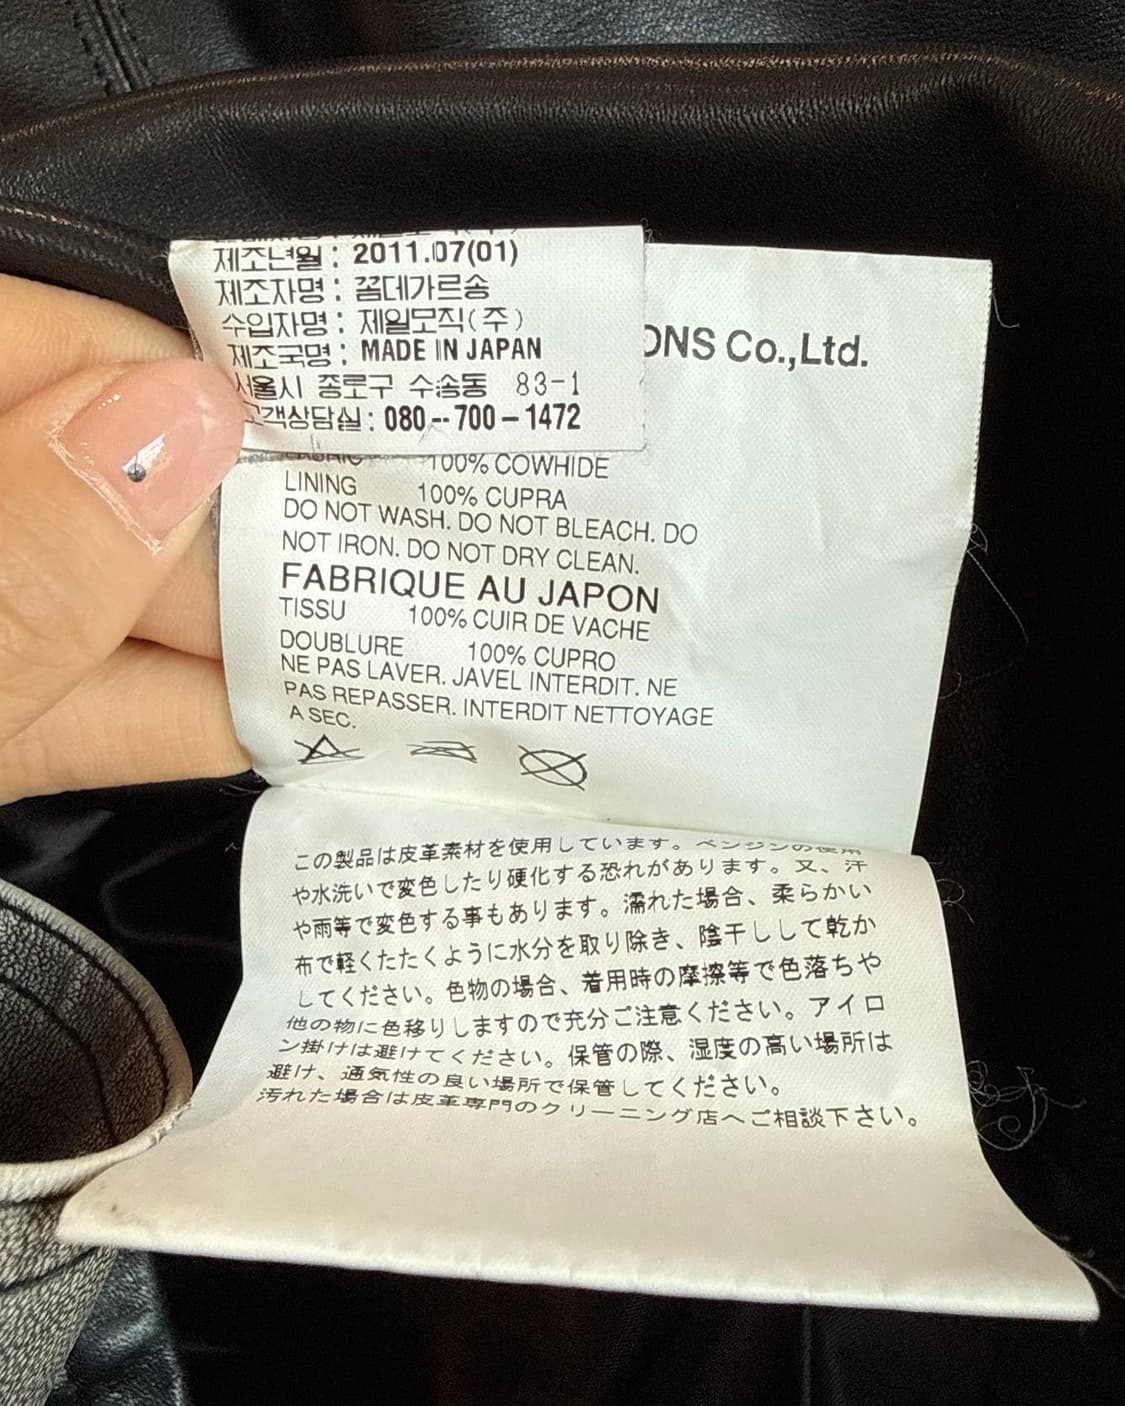 제조년월 : 2011.07(01)
제조자명 : 꼼데가르송
수입자명 : 제일모직(주)
제조국명 : MADE IN JAPAN
서울시 종로구 수송동 83-1
고객상담실 : 080--700-1472
ONS Co.,Ltd.
FABRIC 100% COWHIDE
LINING 100% CUPRA
DO NOT WASH. DO NOT BLEACH. DO
NOT IRON. DO NOT DRY CLEAN.
FABRIQUE AU JAPON
TISSU 100% CUIR DE VACHE
DOUBLURE 100% CUPRO
NE PAS LAVER. JAVEL INTERDIT. NE
PAS REPASSER. INTERDIT NETTOYAGE
A SEC.
この製品は皮革素材を使用しています。ベンジンの使用
や水洗いで変色したり硬化する恐れがあります。又、汗
や雨等で変色する事もあります。濡れた場合、柔らかい
布で軽くたたくように水分を取り除き、陰干しして乾か
してください。色物の場合、着用時の摩擦等で色落ちや
他の物に色移りしますので充分ご注意ください。アイロ
ン掛けは避けてください。保管の際、湿度の高い場所は
避け、通気性の良い場所で保管してください。
汚れた場合は皮革専門のクリーニング店へご相談下さい。